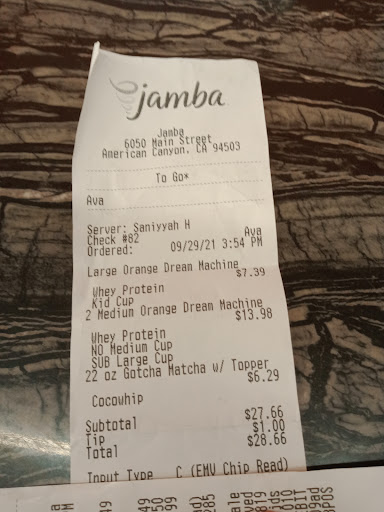 jamba
Jamba
6050 Main Street
American Canyon, CA 94503
To Go*
Ava
Server: Saniyyah H
Check #82 Ava
Ordered: 09/29/21 3:54 PM
Large Orange Dream Machine
$7.39
Whey Protein
Kid Cup
2 Medium Orange Dream Machine
$13.98
Whey Protein
NO Medium Cup
SUB Large Cup
22 oz Gotcha Matcha w/ Topper
$6.29
Cocowhip
Subtotal $27.66
Tip $1.00
Total $28.66
Input Type C (EMV Chip Read)